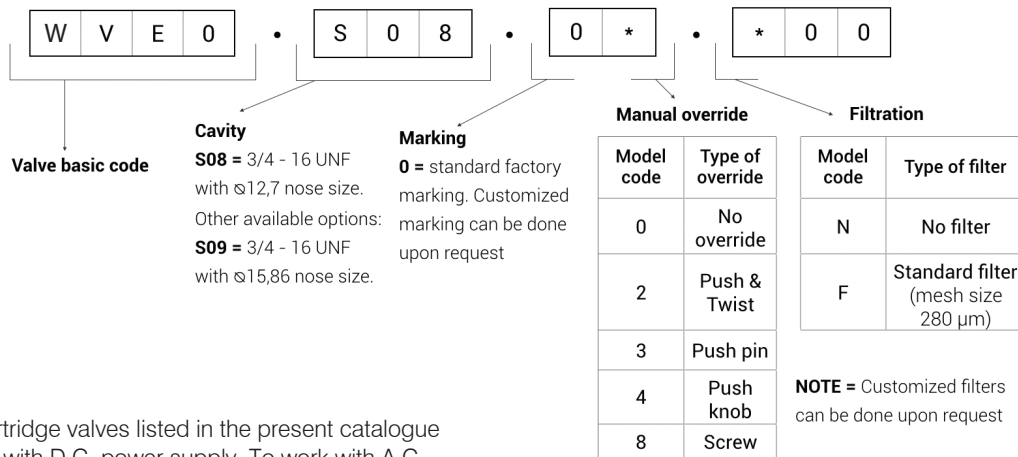 W V E 0 • S 0 8 • 0 * • * 0 0
Valve basic code
Cavity
S08 = 3/4 - 16 UNF
with ⦰12,7 nose size.
Other available options:
S09 = 3/4 - 16 UNF
with ⦰15,86 nose size.
Marking
0 = standard factory
marking. Customized
marking can be done
upon request
Manual override
Model code Type of override
0 No override
2 Push & Twist
3 Push pin
4 Push knob
8 Screw
Filtration
Model code Type of filter
N No filter
F Standard filter (mesh size 280 µm)
NOTE = Customized filters
can be done upon request
rtridge valves listed in the present catalogue
with D.C. power supply. To work with A.C.